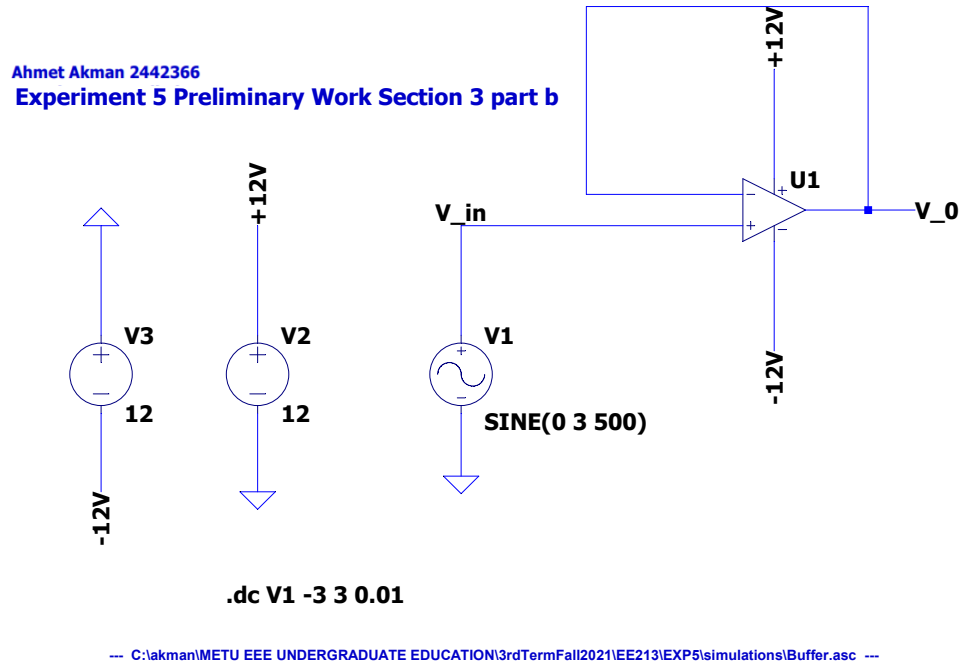 +12V
Ahmet Akman 2442366
Experiment 5 Preliminary Work Section 3 part b
+12V
U1
V_in
V_0
V3
V2
V1
12
12
SINE(0 3 500)
-12V
-12V
.dc V1 -3 3 0.01
--- C:\akman\METU EEE UNDERGRADUATE EDUCATION\3rdTermFall2021\EE213\EXP5\simulations\Buffer.asc ---